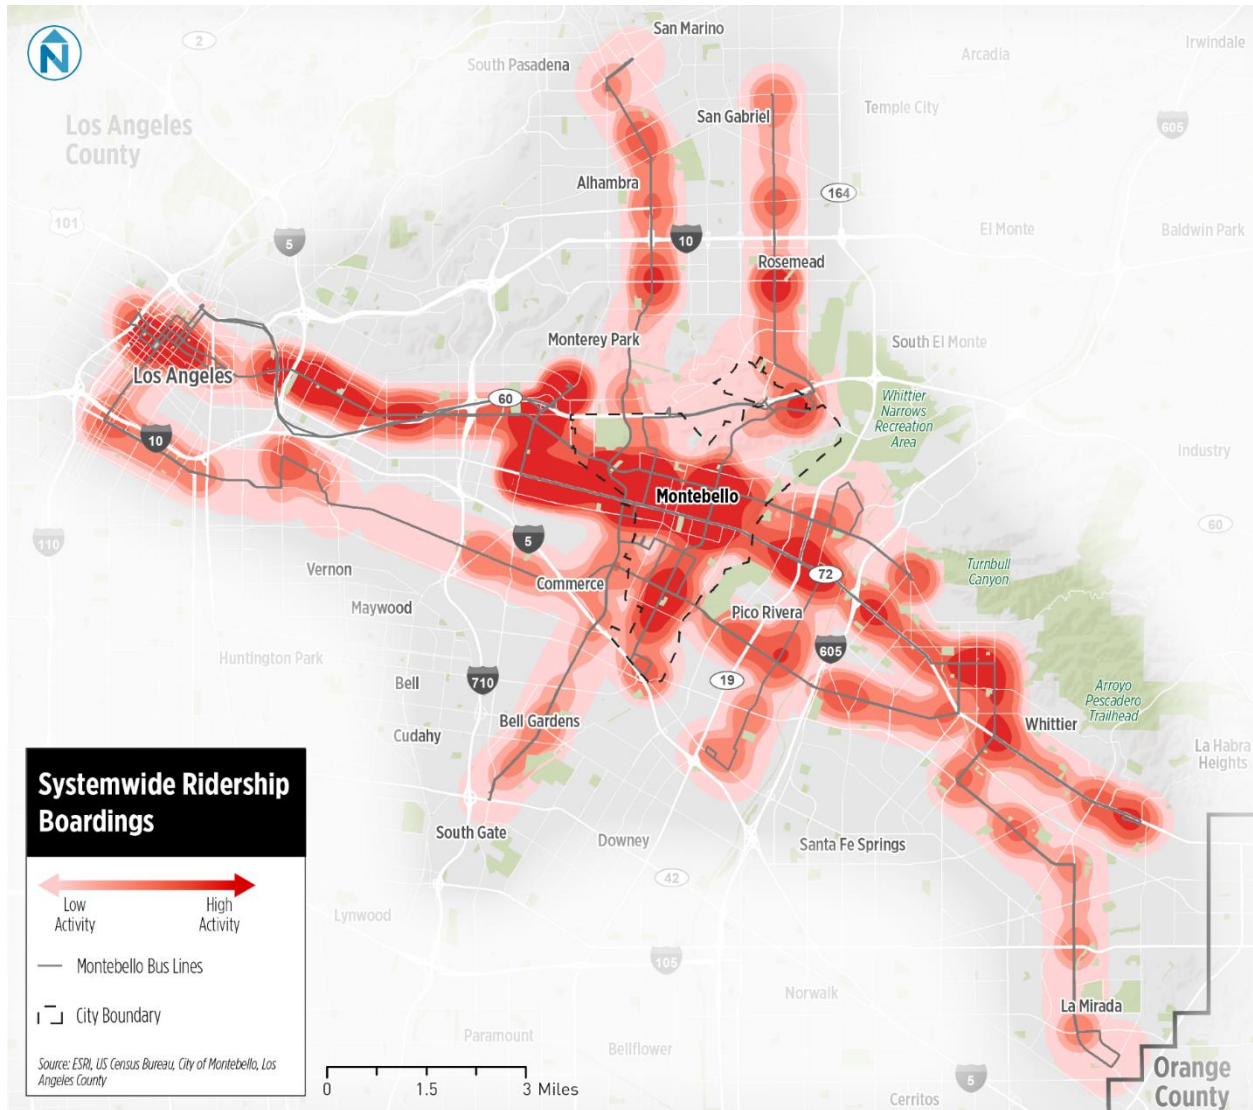 N
San Marino
2
South Pasadena
Arcadia
Irwindale
Los Angeles
County
San Gabriel
Temple City
605
Alhambra
164
101
5
10
El Monte
Baldwin Park
Rosemead
Monterey Park
South El Monte
Los Angeles
60
Whittier
Narrows
Recreation
Area
10
Industry
Montebello
110
5
60
Vernon
Commerce
72
Turnbull
Canyon
Maywood
Pico Rivera
605
Huntington Park
Bell
710
19
Arroyo
Pescadero
Trailhead
Bell Gardens
Whittier
Cudahy
La Habra
Heights
Systemwide Ridership
Boardings
South Gate
Downey
Santa Fe Springs
42
Low
Activity
High
Activity
Lynwood
Montebello Bus Lines
105
Norwalk
La Mirada
City Boundary
Paramount
Bellflower
Source: ESRI, US Census Bureau, City of Montebello, Los
Angeles County
0 1.5 3 Miles
5
Orange
County
Cerritos